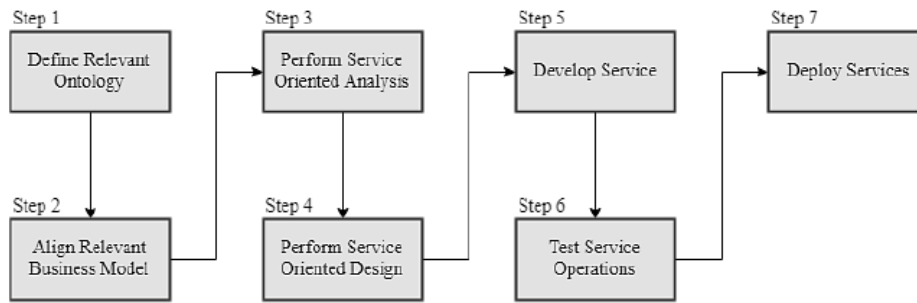 Step 1
Define Relevant
Ontology
Step 2
Align Relevant
Business Model
Step 3
Perform Service
Oriented Analysis
Step 4
Perform Service
Oriented Design
Step 5
Develop Service
Step 6
Test Service
Operations
Step 7
Deploy Services